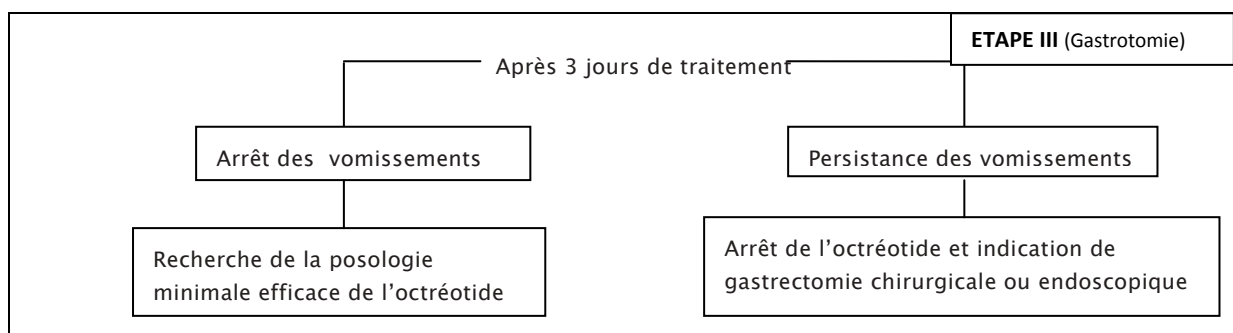 ETAPE III (Gastrotomie)
Après 3 jours de traitement
Arrêt des vomissements
Persistance des vomissements
Recherche de la posologie
minimale efficace de l'octréotide
Arrêt de l'octréotide et indication de
gastrectomie chirurgicale ou endoscopique